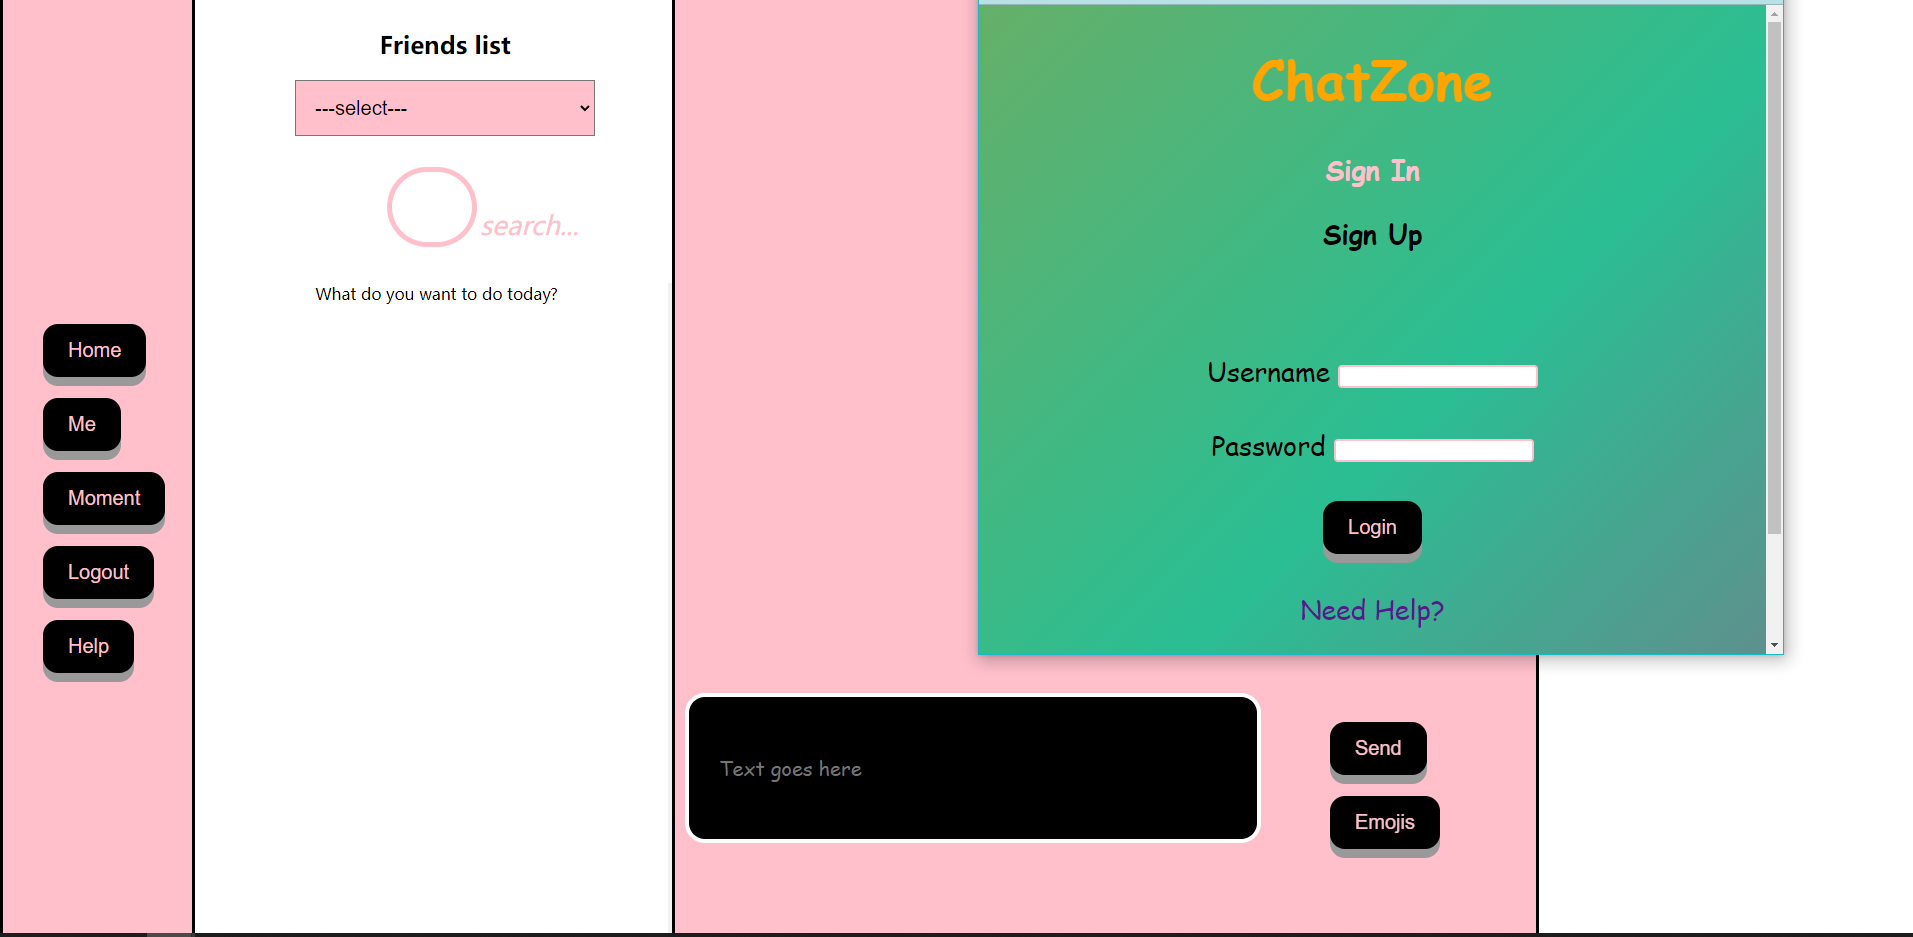 Home
Me
Moment
Logout
Help
Friends list
---select---
search...
What do you want to do today?
ChatZone
Sign In
Sign Up
Username
Password
Login
Need Help?
Text goes here
Send
Emojis